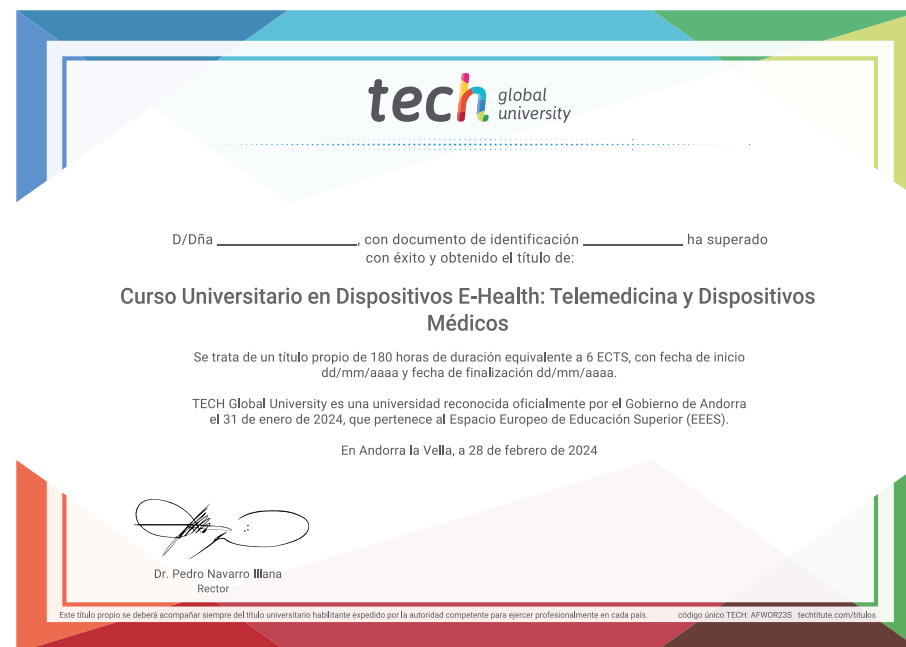 tech global university
D/Dña ____________________, con documento de identificación ______________ ha superado
con éxito y obtenido el título de:
Curso Universitario en Dispositivos E-Health: Telemedicina y Dispositivos
Médicos
Se trata de un título propio de 180 horas de duración equivalente a 6 ECTS, con fecha de inicio
dd/mm/aaaa y fecha de finalización dd/mm/aaaa.
TECH Global University es una universidad reconocida oficialmente por el Gobierno de Andorra
el 31 de enero de 2024, que pertenece al Espacio Europeo de Educación Superior (EEES).
En Andorra la Vella, a 28 de febrero de 2024
Dr. Pedro Navarro Illana
Rector
Este título propio se deberá acompañar siempre del título universitario habilitante expedido por la autoridad competente para ejercer profesionalmente en cada país. código único TECH: AFWOR23S techtitute.com/titulos